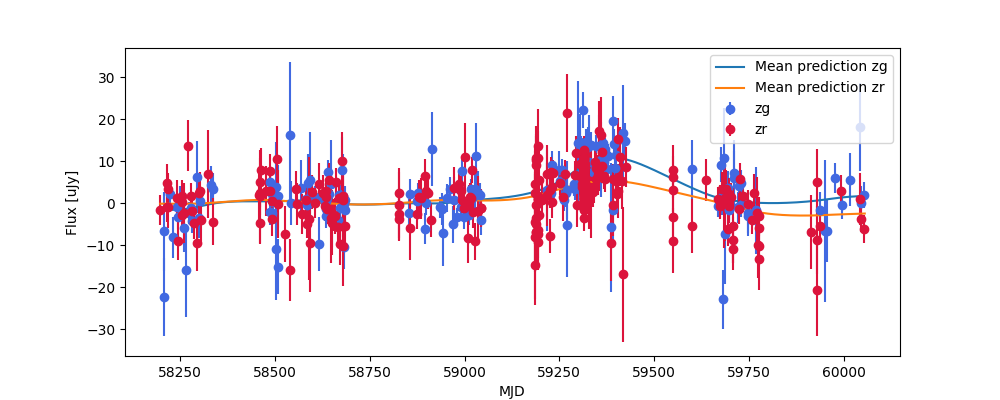 Mean prediction zg
Mean prediction zr
zg
zr
Flux [uJy]
30
20
10
0
−10
−20
−30
58250
58500
58750
59000
59250
59500
59750
60000
MJD